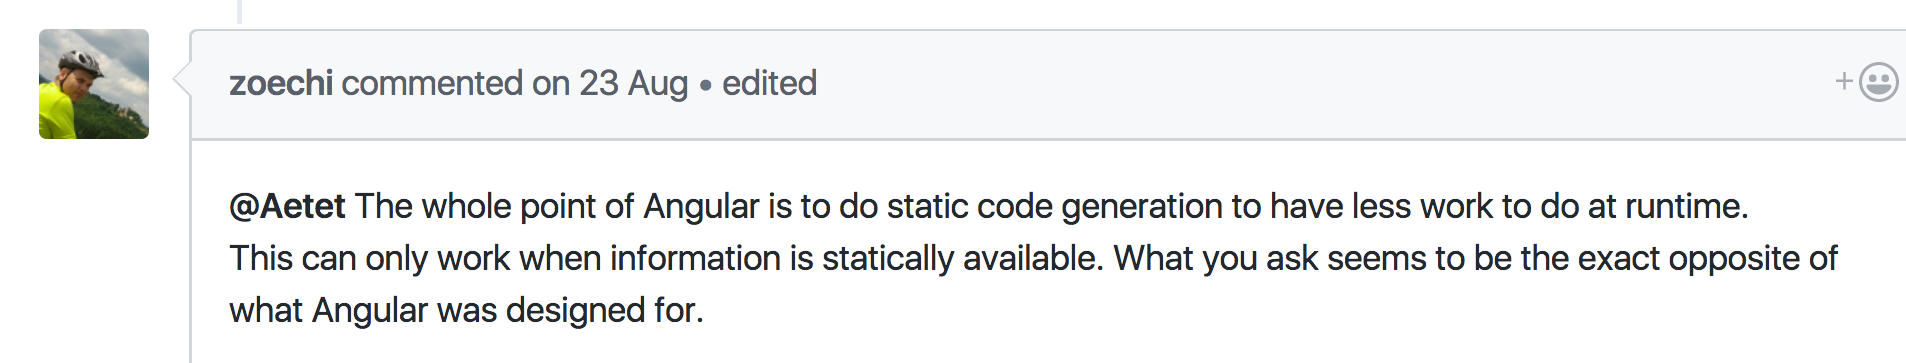 zoechi commented on 23 Aug • edited
@Aetet The whole point of Angular is to do static code generation to have less work to do at runtime.
This can only work when information is statically available. What you ask seems to be the exact opposite of
what Angular was designed for.